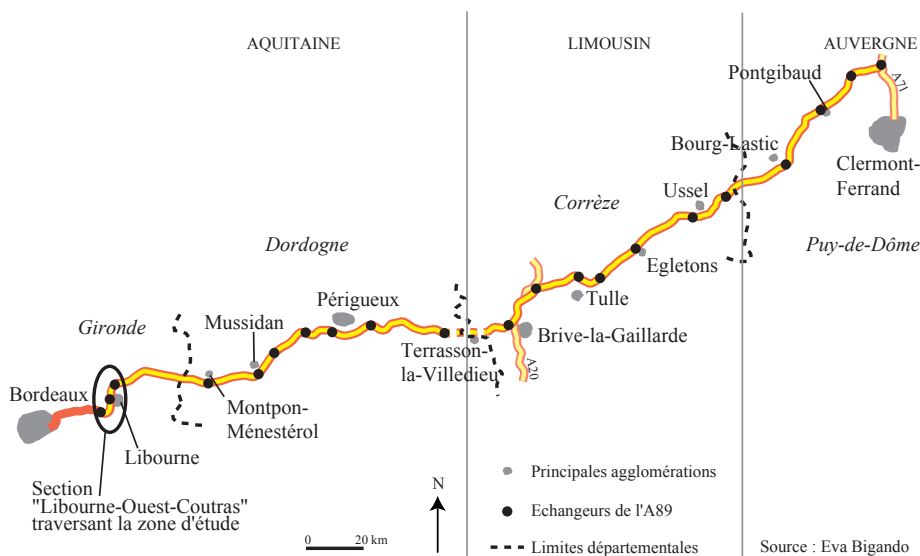 AQUITAINE
LIMOUSIN
AUVERGNE
Pontgibaud
A71
Bourg-Lastic
Clermont-
Ferrand
Ussel
Corrèze
Dordogne
Puy-de-Dôme
Egletons
Tulle
Périgueux
Gironde
Mussidan
Brive-la-Gaillarde
Terrasson-
la-Villedieu
A20
Bordeaux
Montpon-
Ménestérol
Libourne
Section
"Libourne-Ouest-Coutras"
traversant la zone d'étude
N
0 20 km
Principales agglomérations
Echangeurs de l'A89
Limites départementales
Source : Eva Bigando